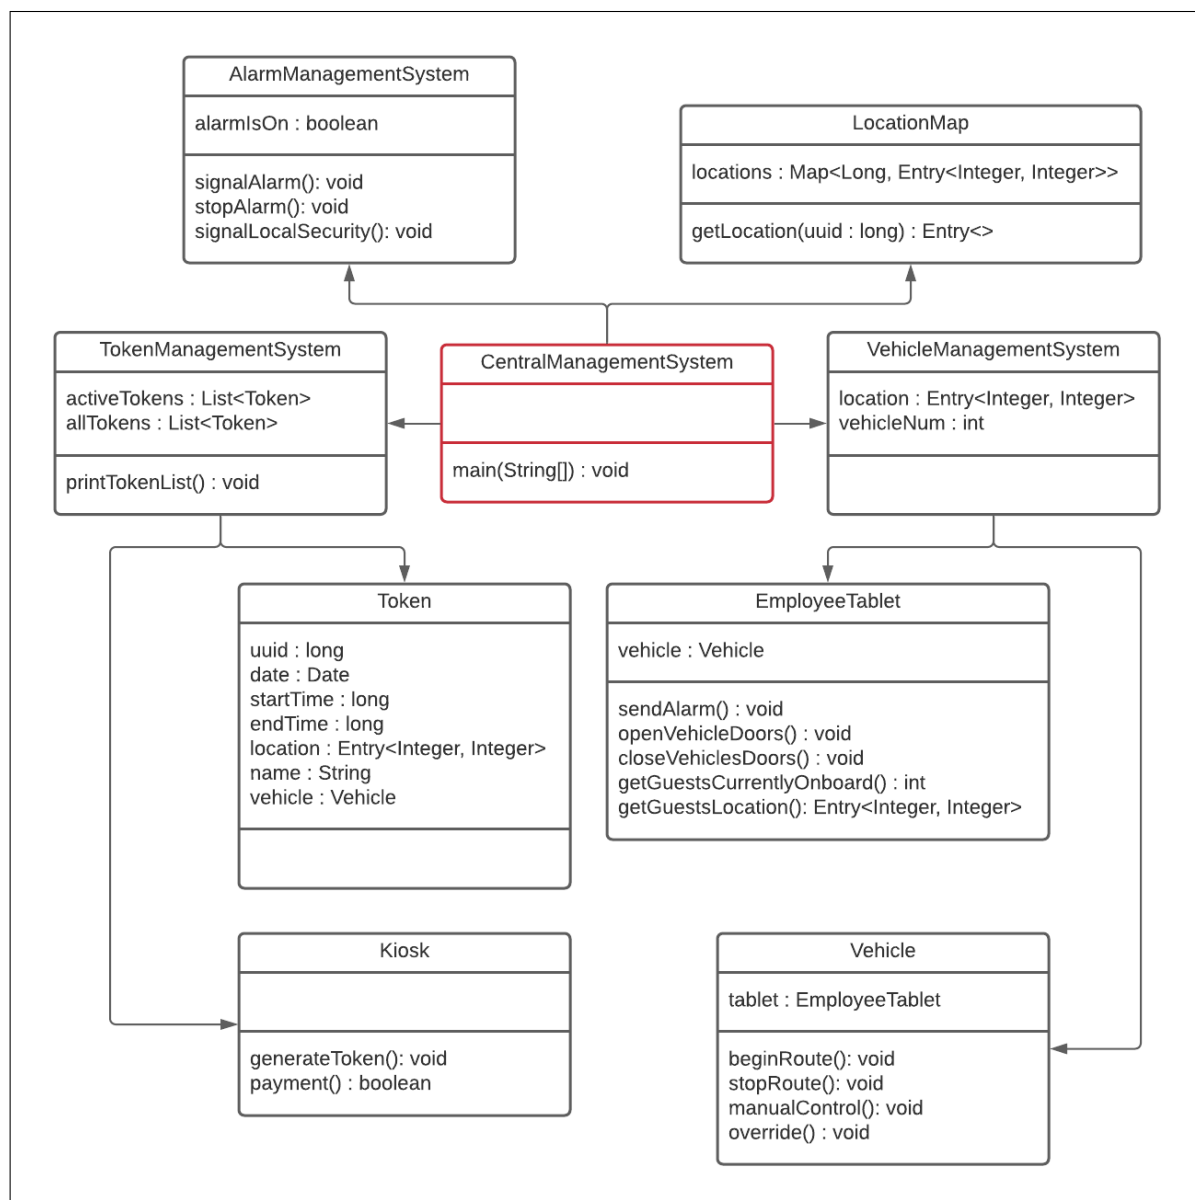 AlarmManagementSystem
alarmIsOn : boolean
signalAlarm(): void
stopAlarm(): void
signalLocalSecurity(): void
LocationMap
locations : Map<Long, Entry<Integer, Integer>>
getLocation(uuid : long) : Entry<>
TokenManagementSystem
activeTokens : List<Token>
allTokens : List<Token>
printTokenList() : void
CentralManagementSystem
main(String[]) : void
VehicleManagementSystem
location : Entry<Integer, Integer>
vehicleNum : int
Token
uuid : long
date : Date
startTime : long
endTime : long
location : Entry<Integer, Integer>
name : String
vehicle : Vehicle
EmployeeTablet
vehicle : Vehicle
sendAlarm() : void
openVehicleDoors() : void
closeVehiclesDoors() : void
getGuestsCurrentlyOnboard() : int
getGuestsLocation(): Entry<Integer, Integer>
Kiosk
generateToken(): void
payment() : boolean
Vehicle
tablet : EmployeeTablet
beginRoute(): void
stopRoute(): void
manualControl(): void
override() : void